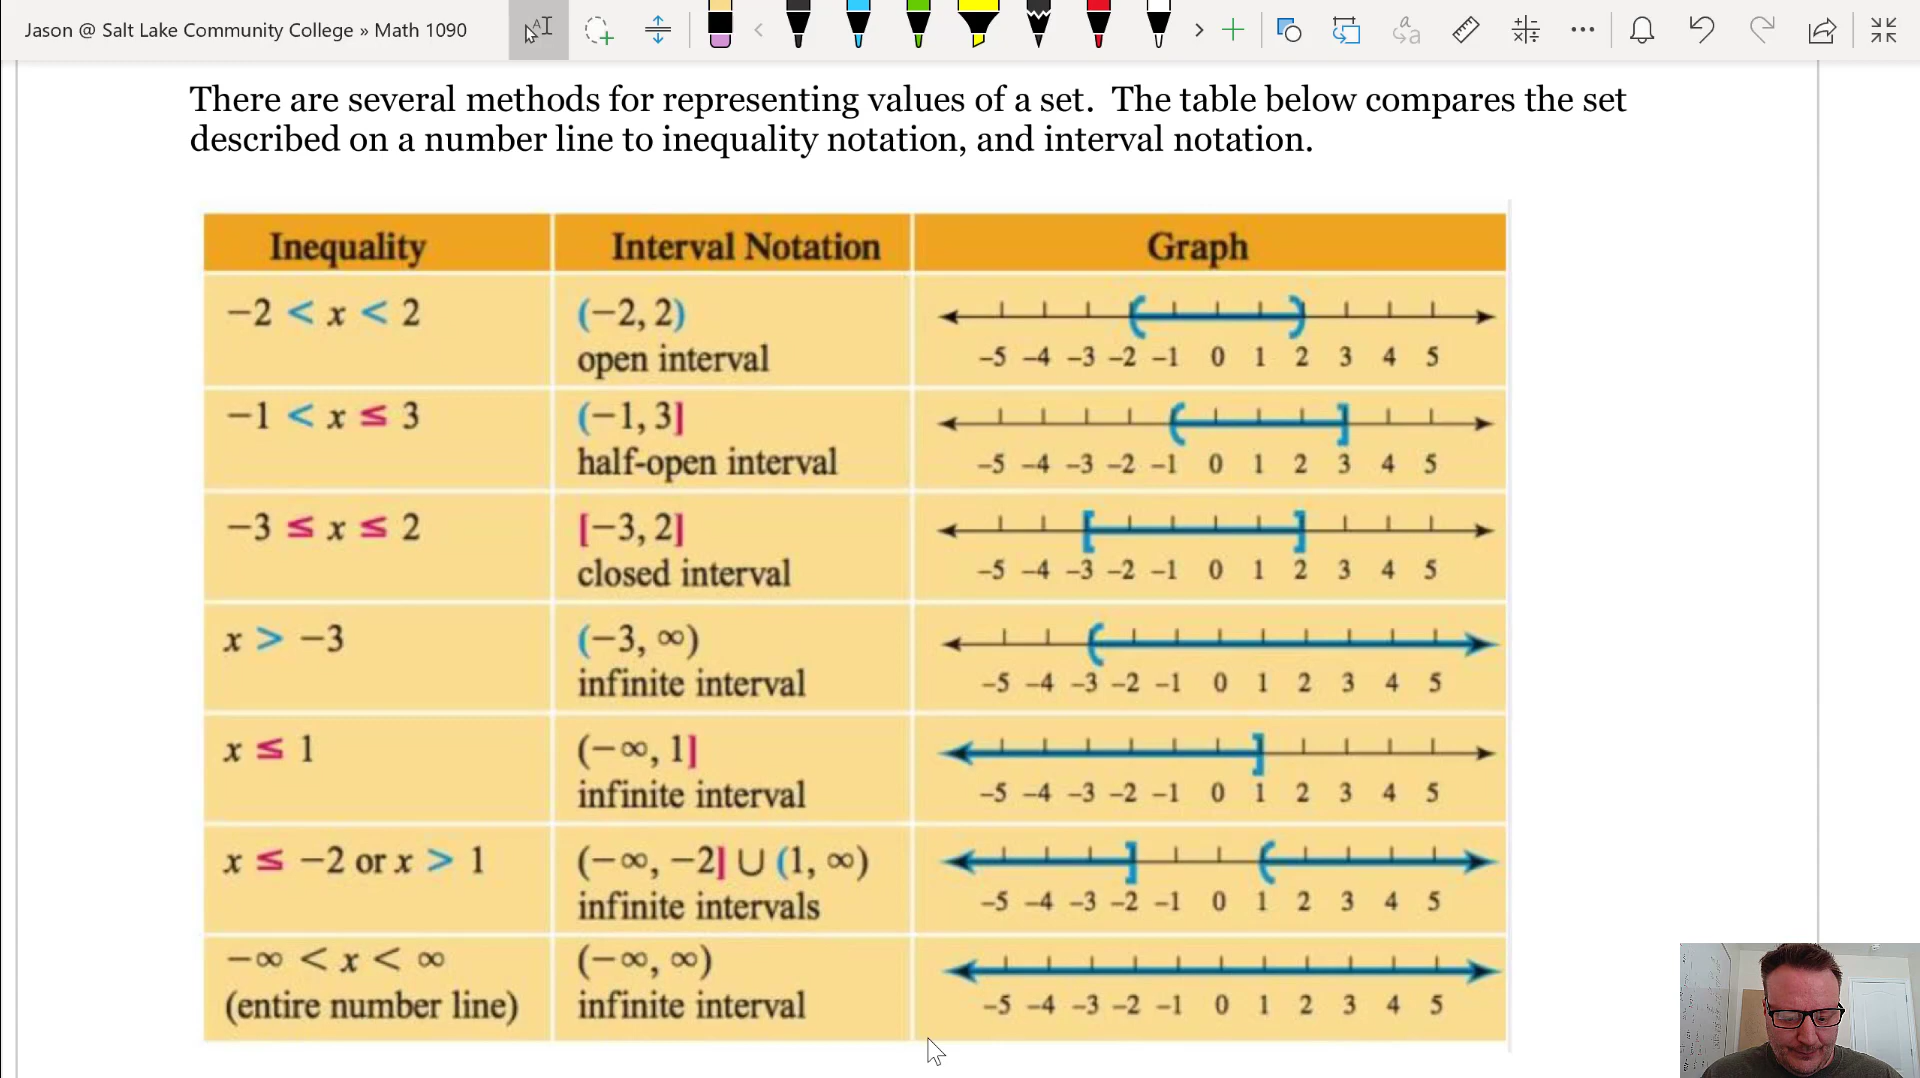 Jason @ Salt Lake Community College » Math 1090
There are several methods for representing values of a set. The table below compares the set
described on a number line to inequality notation, and interval notation.
Inequality Interval Notation Graph
−2 < x < 2 (−2, 2)
open interval
−5 −4 −3 −2 −1 0 1 2 3 4 5
−1 < x ≤ 3 (−1, 3]
half-open interval
−5 −4 −3 −2 −1 0 1 2 3 4 5
−3 ≤ x ≤ 2 [−3, 2]
closed interval
−5 −4 −3 −2 −1 0 1 2 3 4 5
x > −3 (−3, ∞)
infinite interval
−5 −4 −3 −2 −1 0 1 2 3 4 5
x ≤ 1 (−∞, 1]
infinite interval
−5 −4 −3 −2 −1 0 1 2 3 4 5
x ≤ −2 or x > 1 (−∞, −2] ∪ (1, ∞)
infinite intervals
−5 −4 −3 −2 −1 0 1 2 3 4 5
−∞ < x < ∞ (−∞, ∞)
(entire number line) infinite interval
−5 −4 −3 −2 −1 0 1 2 3 4 5